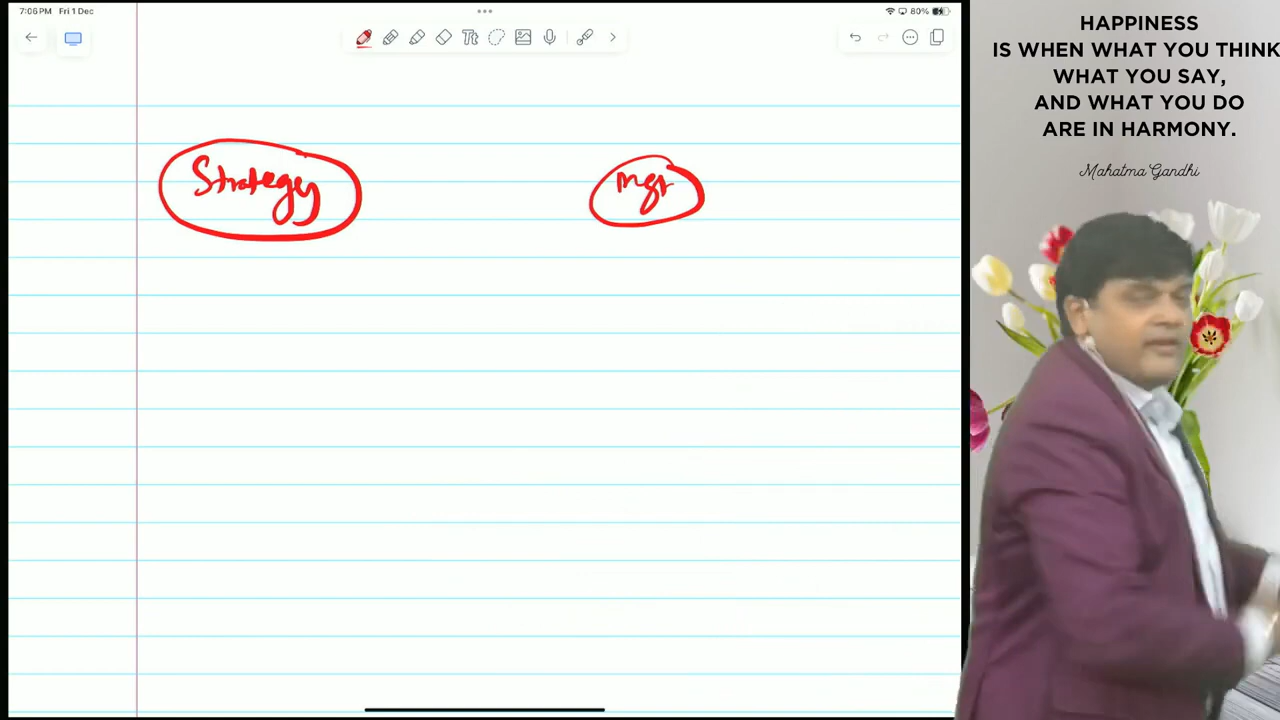 7:06 PM Fri 1 Dec
80%
Tt
Strategy
mgt
HAPPINESS
IS WHEN WHAT YOU THINK
WHAT YOU SAY,
AND WHAT YOU DO
ARE IN HARMONY.
Mahatma Gandhi